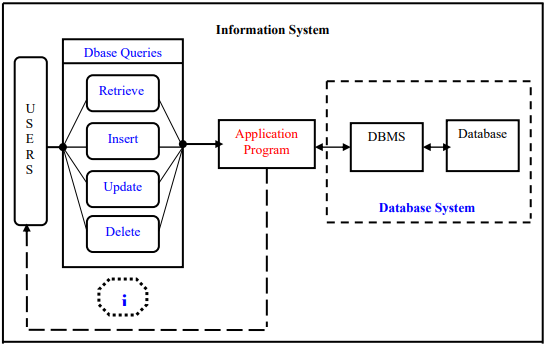 Information System
Dbase Queries
U
S
E
R
S
Retrieve
Insert
Update
Delete
Application
Program
DBMS
Database
Database System
i